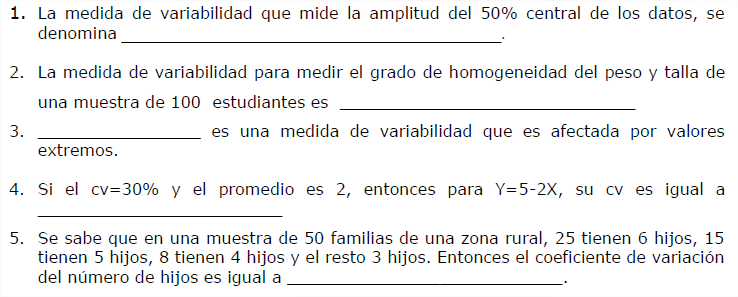 1. La medida de variabilidad que mide la amplitud del 50% central de los datos, se
denomina ______________________________________.
2. La medida de variabilidad para medir el grado de homogeneidad del peso y talla de
una muestra de 100 estudiantes es ______________________________
3. ________________ es una medida de variabilidad que es afectada por valores
extremos.
4. Si el cv=30% y el promedio es 2, entonces para Y=5-2X, su cv es igual a
________________________
5. Se sabe que en una muestra de 50 familias de una zona rural, 25 tienen 6 hijos, 15
tienen 5 hijos, 8 tienen 4 hijos y el resto 3 hijos. Entonces el coeficiente de variación
del número de hijos es igual a ____________________________.